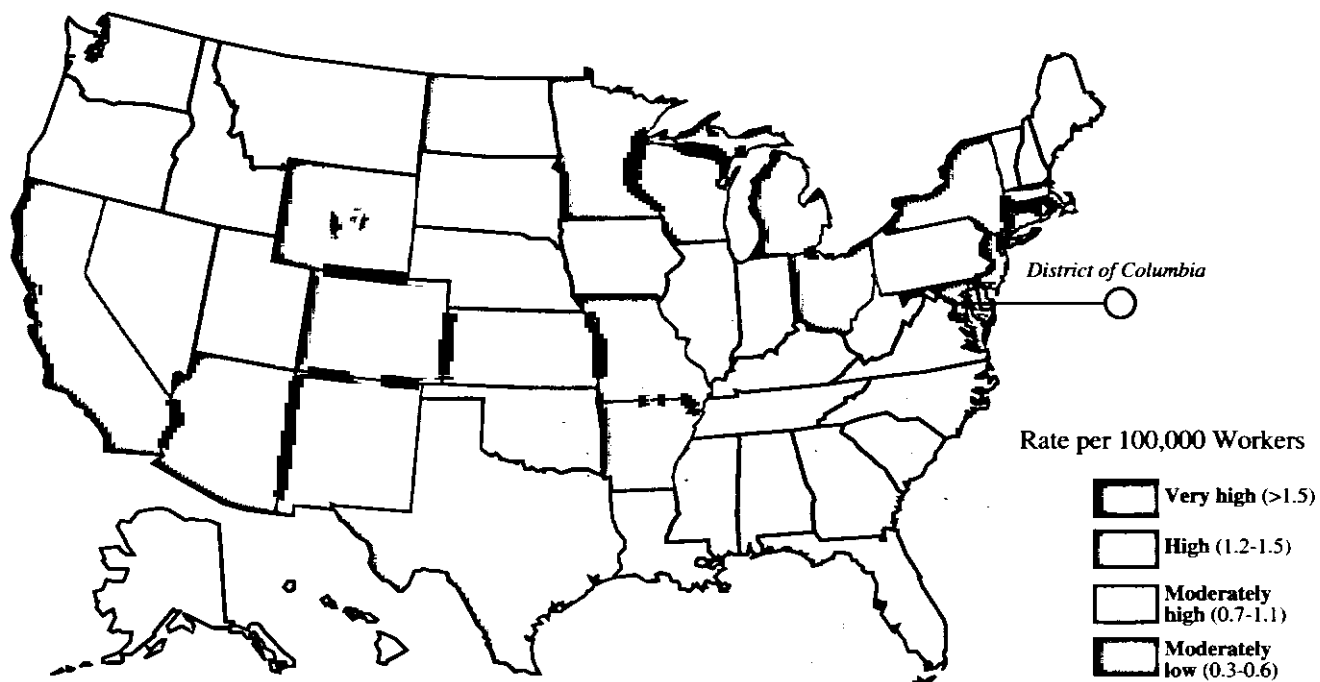 District of Columbia
Rate per 100,000 Workers
Very high (>1.5)
High (1.2-1.5)
Moderately
high (0.7-1.1)
Moderately
low (0.3-0.6)